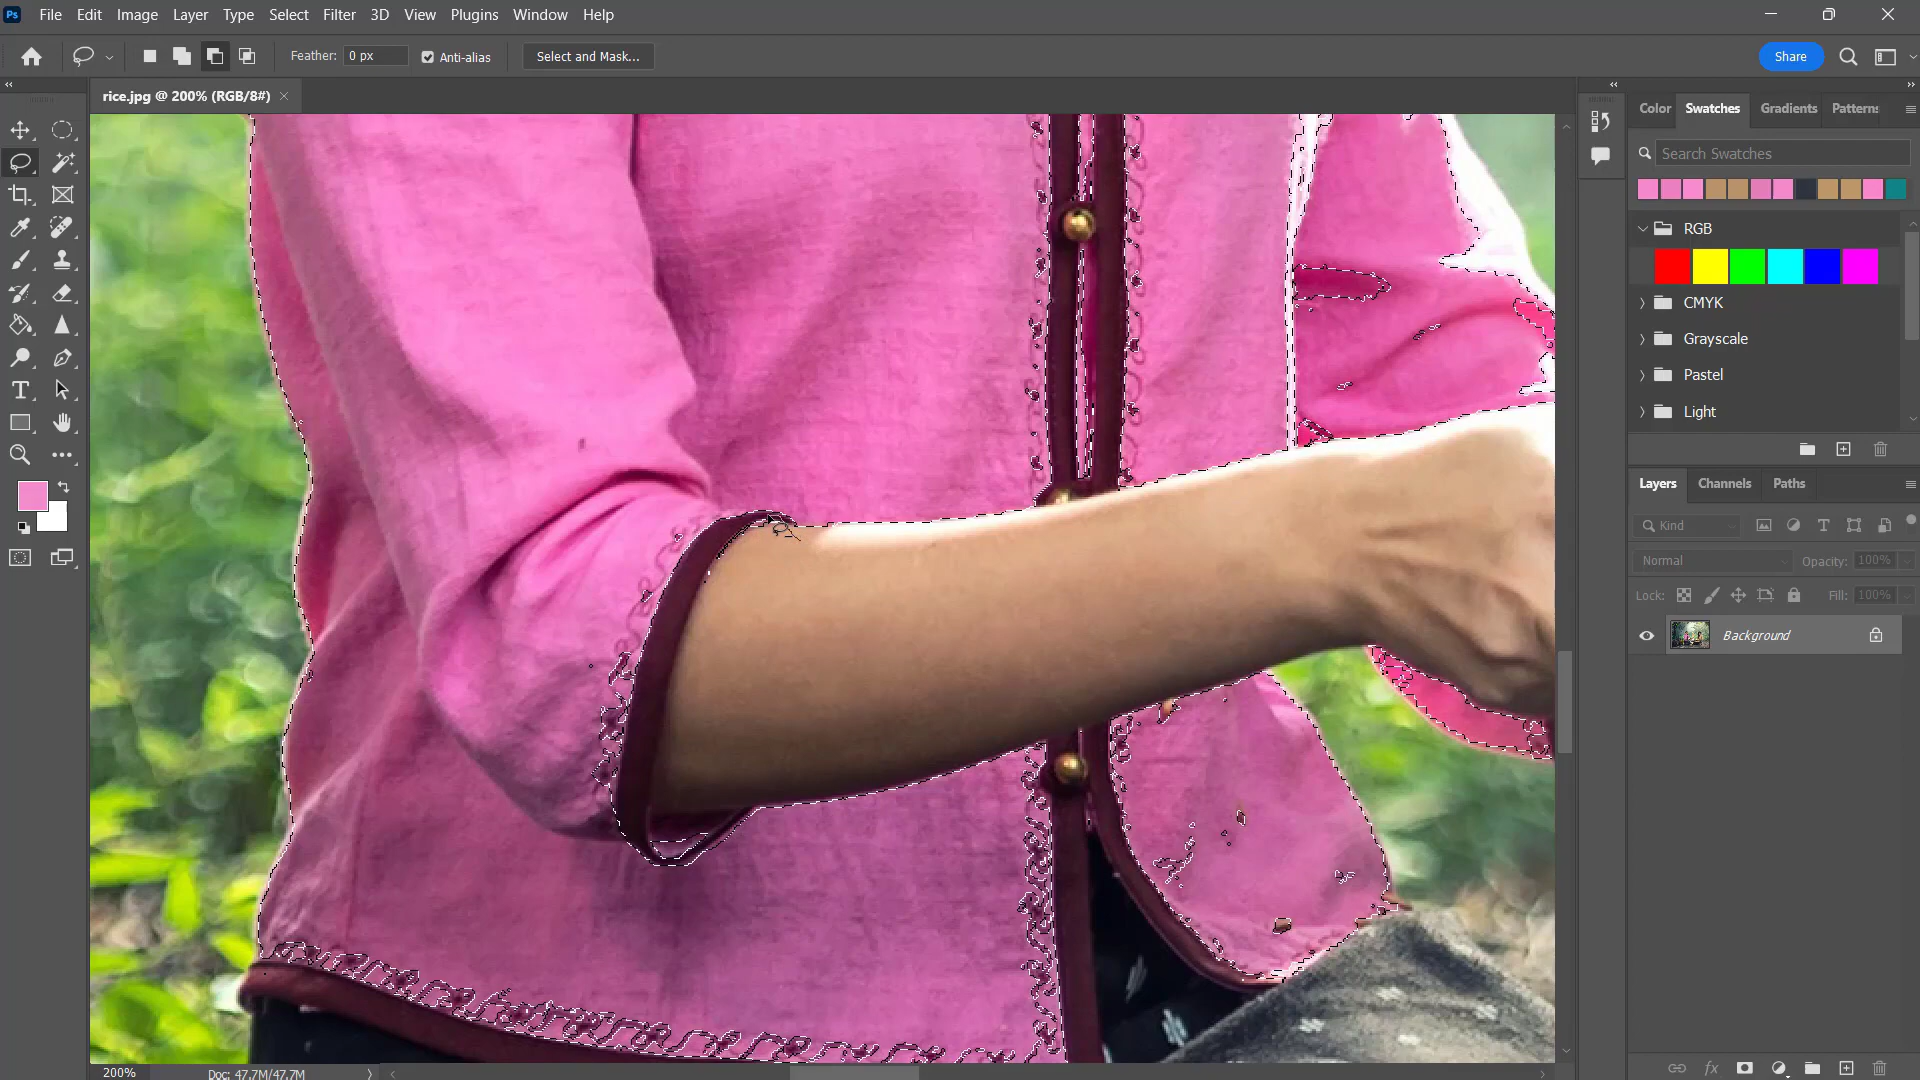 Ps File Edit Image Layer Type Select Filter 3D View Plugins Window Help
Feather: 0 px Anti-alias Select and Mask... Share
rice.jpg @ 200% (RGB/8#)
Color Swatches Gradients Patterns
Search Swatches
RGB
CMYK
Grayscale
Pastel
Light
Layers Channels Paths
Kind
Normal Opacity: 100%
Lock: Fill: 100%
Background
200% Doc: 47.7M/47.7M
fx